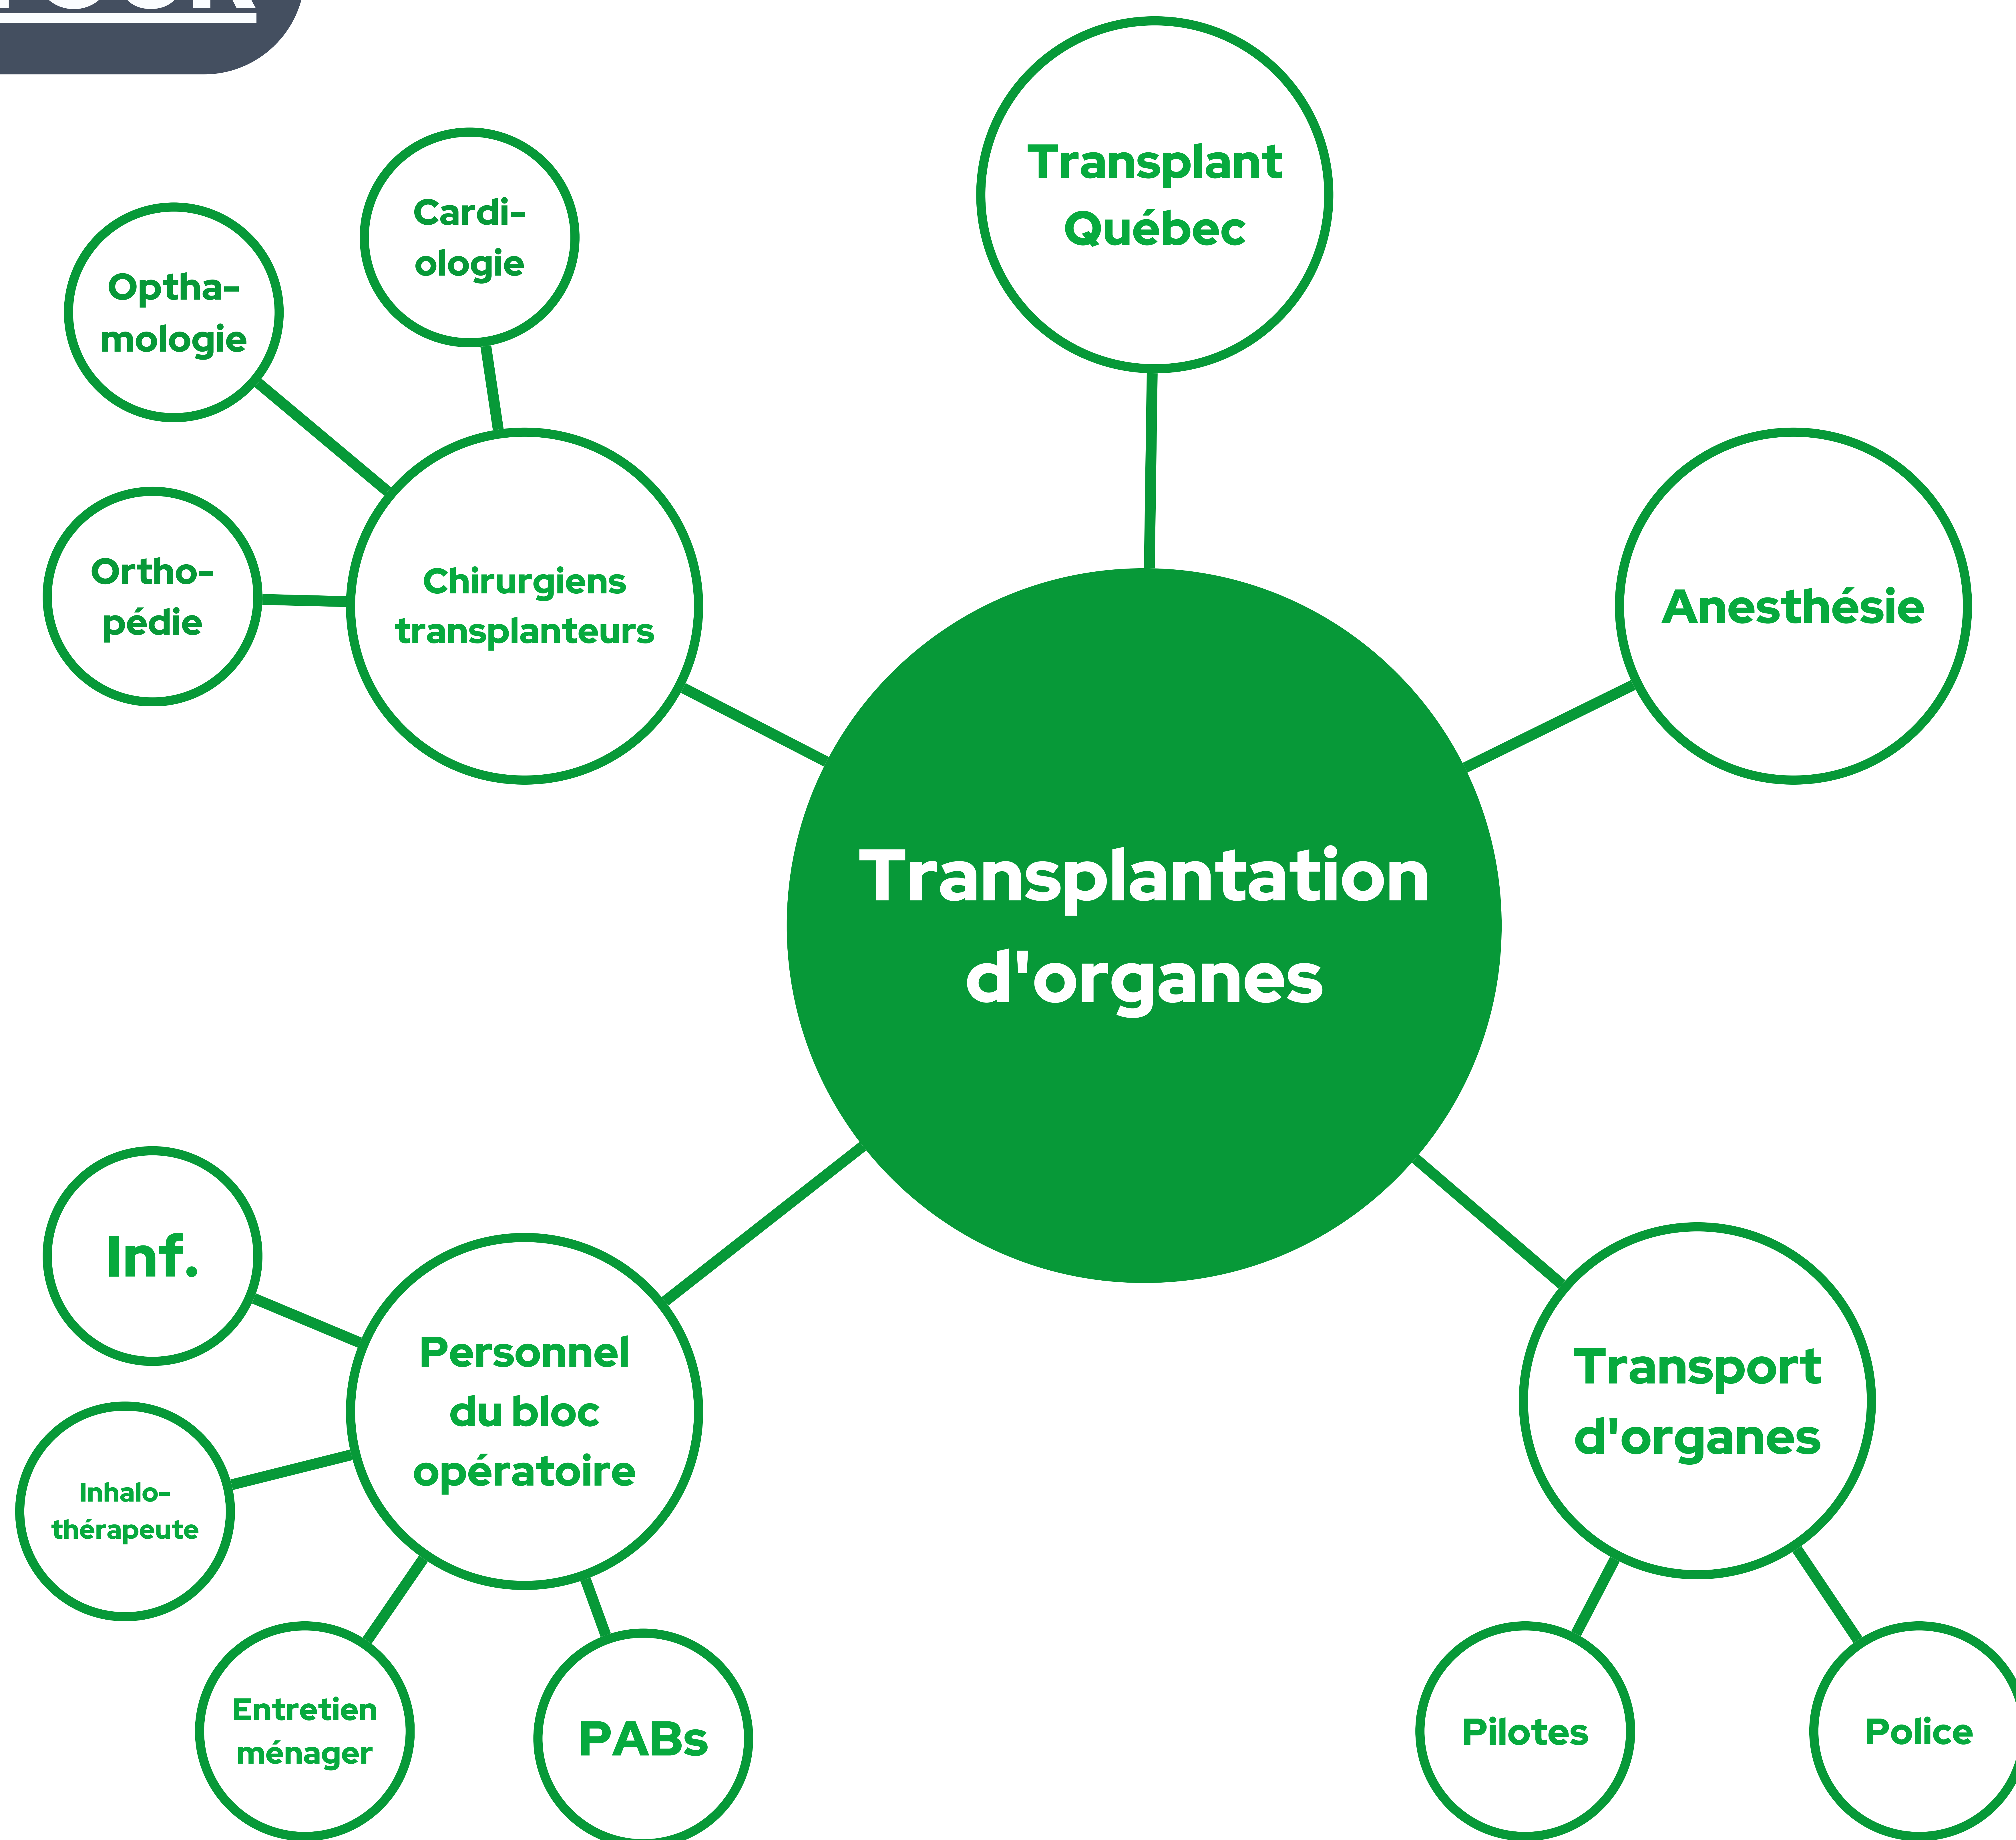 Transplant
Québec
Cardi-
ologie
Optha-
mologie
Ortho-
pédie
Chirurgiens
transplanteurs
Anesthésie
Transplantation
d'organes
Inf.
Personnel
du bloc
opératoire
Inhalo-
thérapeute
Entretien
ménager
PABs
Transport
d'organes
Pilotes
Police